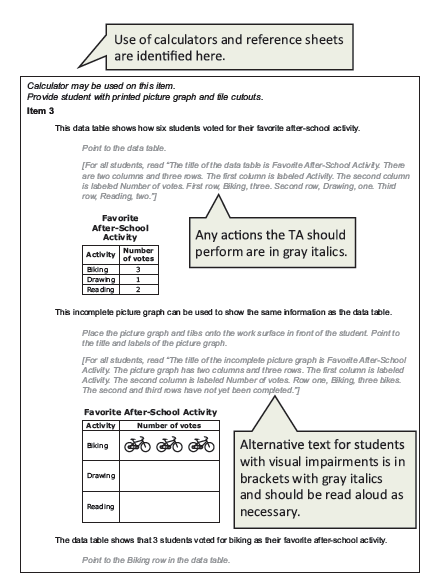 Use of calculators and reference sheets
are identified here.
Calculator may be used on this item.
Provide student with printed picture graph and tile cutouts.
Item 3
This data table shows how six students voted for their favorite after-school activity.
Point to the data table.
[For all students, read “The title of the data table is Favorite After-School Activity. There
are two columns and three rows. The first column is labeled Activity. The second column
is labeled Number of votes. First row, Biking, three. Second row, Drawing, one. Third
row, Reading, two.”]
Favorite
After-School
Activity
Activity Number
of votes
Biking 3
Drawing 1
Reading 2
Any actions the TA should
perform are in gray italics.
This incomplete picture graph can be used to show the same information as the data table.
Place the picture graph and tiles onto the work surface in front of the student. Point to
the title and labels of the picture graph.
[For all students, read “The title of the incomplete picture graph is Favorite After-School
Activity. The picture graph has two columns and three rows. The first column is labeled
Activity. The second column is labeled Number of votes. Row one, Biking, three bikes.
The second and third rows have not yet been completed.”]
Favorite After-School Activity
Activity Number of votes
Biking
Drawing
Reading
Alternative text for students
with visual impairments is in
brackets with gray italics
and should be read aloud as
necessary.
The data table shows that 3 students voted for biking as their favorite after-school activity.
Point to the Biking row in the data table.